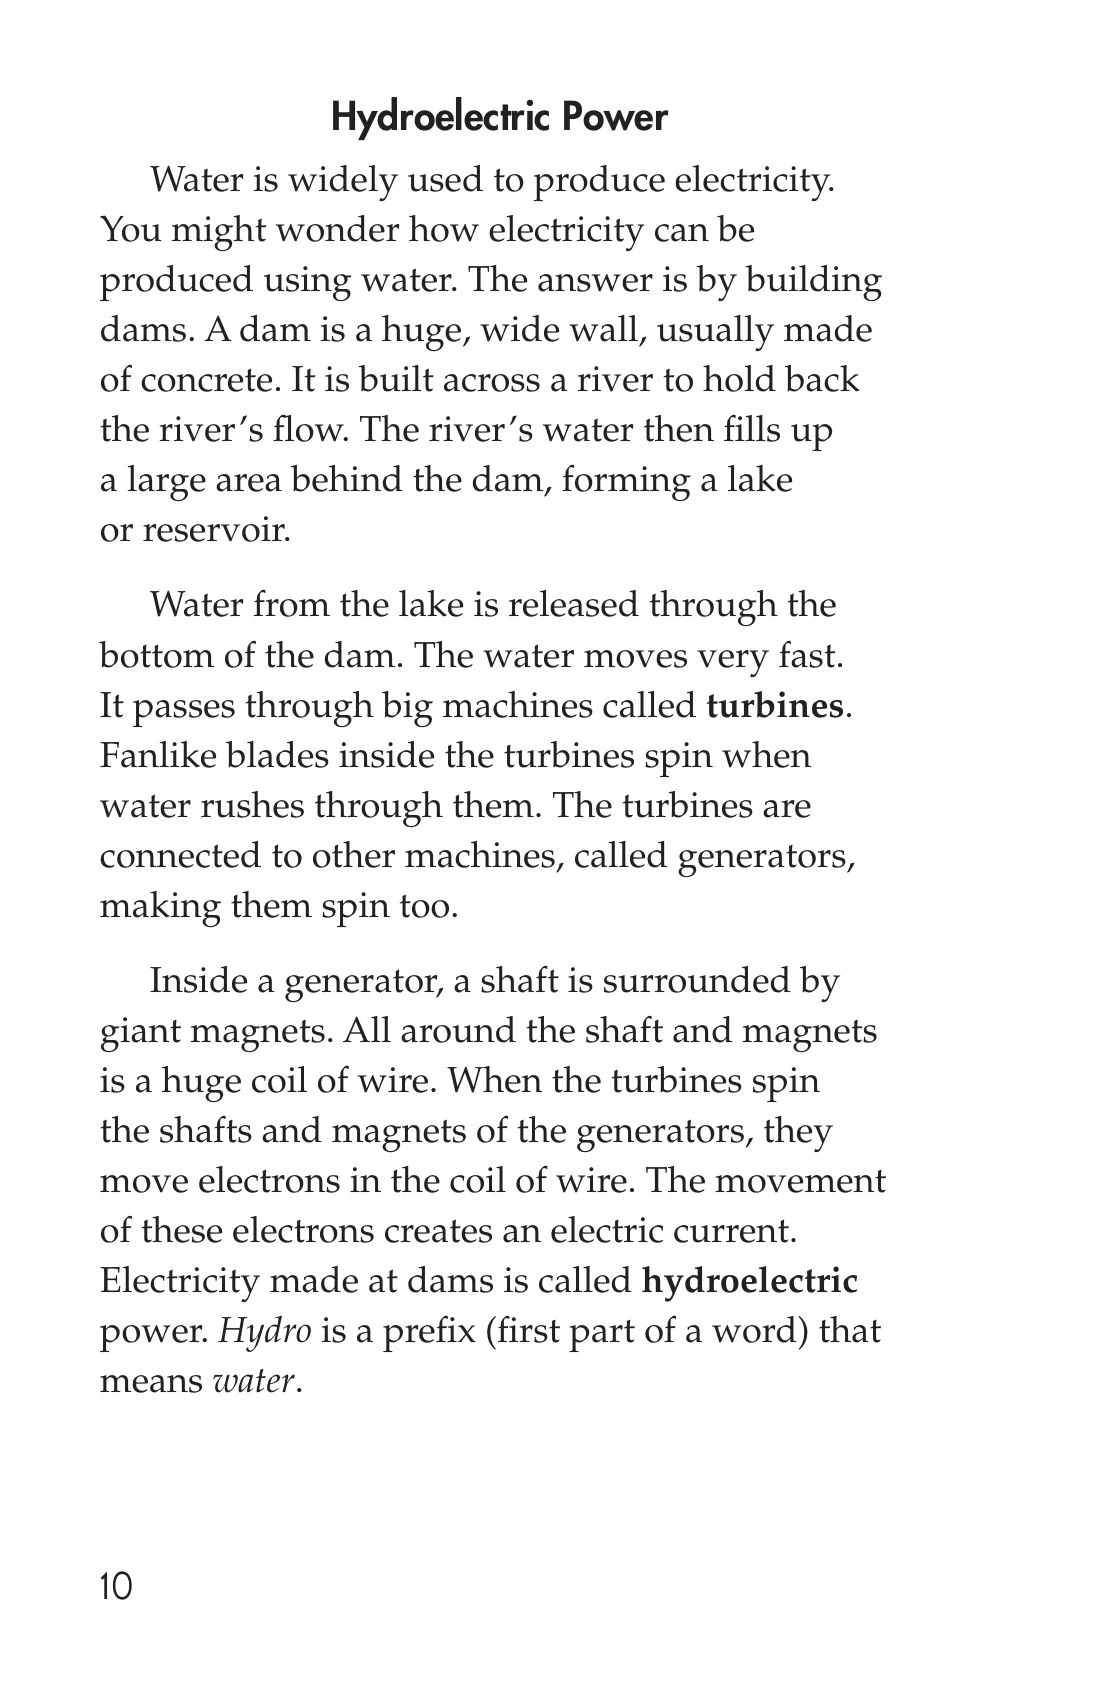 Hydroelectric Power
Water is widely used to produce electricity.
You might wonder how electricity can be
produced using water. The answer is by building
dams. A dam is a huge, wide wall, usually made
of concrete. It is built across a river to hold back
the river’s flow. The river’s water then fills up
a large area behind the dam, forming a lake
or reservoir.
Water from the lake is released through the
bottom of the dam. The water moves very fast.
It passes through big machines called turbines.
Fanlike blades inside the turbines spin when
water rushes through them. The turbines are
connected to other machines, called generators,
making them spin too.
Inside a generator, a shaft is surrounded by
giant magnets. All around the shaft and magnets
is a huge coil of wire. When the turbines spin
the shafts and magnets of the generators, they
move electrons in the coil of wire. The movement
of these electrons creates an electric current.
Electricity made at dams is called hydroelectric
power. Hydro is a prefix (first part of a word) that
means water.
10